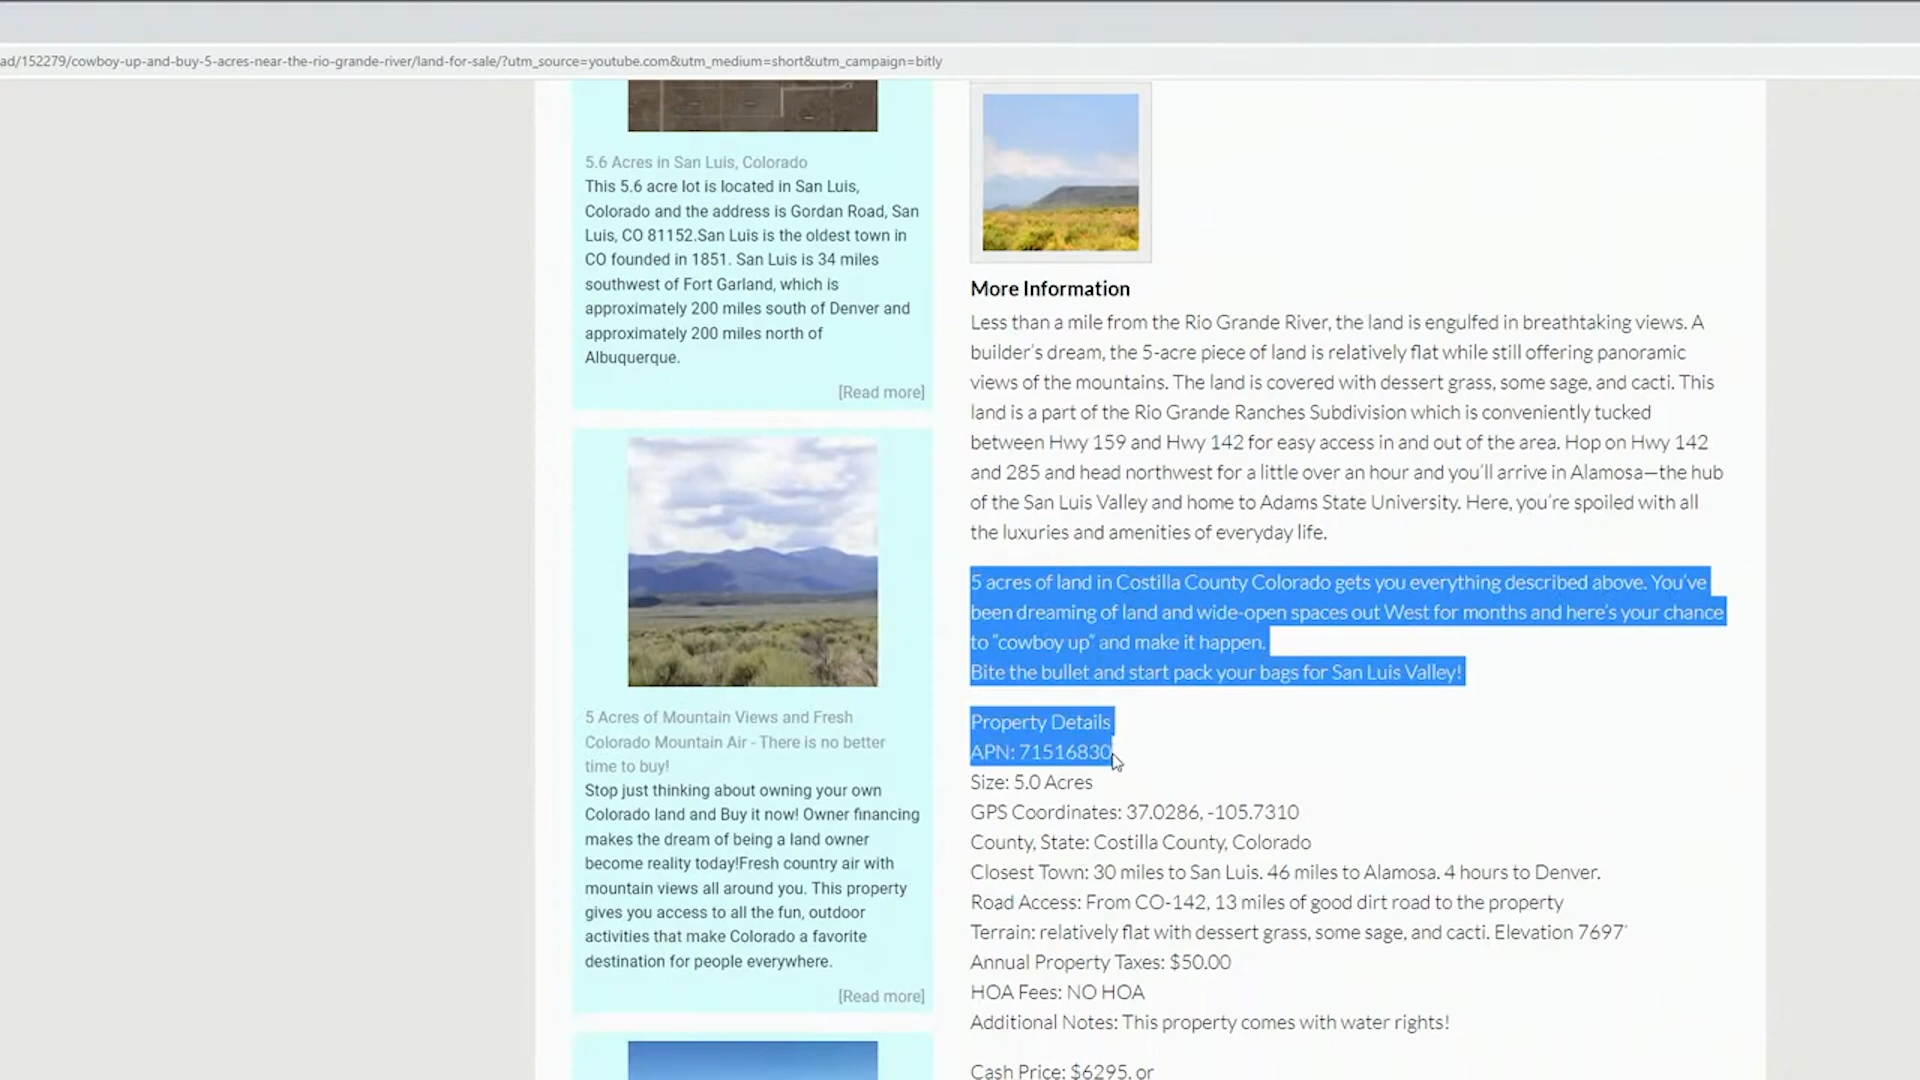 ad/152279/cowboy-up-and-buy-5-acres-near-the-rio-grande-river/land-for-sale/?utm_source=youtube.com&utm_medium=short&utm_campaign=bitly
5.6 Acres in San Luis, Colorado
This 5.6 acre lot is located in San Luis,
Colorado and the address is Gordan Road, San
Luis, CO 81152.San Luis is the oldest town in
CO founded in 1851. San Luis is 34 miles
southwest of Fort Garland, which is
approximately 200 miles south of Denver and
approximately 200 miles north of
Albuquerque.
[Read more]
5 Acres of Mountain Views and Fresh
Colorado Mountain Air - There is no better
time to buy!
Stop just thinking about owning your own
Colorado land and Buy it now! Owner financing
makes the dream of being a land owner
become reality today!Fresh country air with
mountain views all around you. This property
gives you access to all the fun, outdoor
activities that make Colorado a favorite
destination for people everywhere.
[Read more]
More Information
Less than a mile from the Rio Grande River, the land is engulfed in breathtaking views. A
builder's dream, the 5-acre piece of land is relatively flat while still offering panoramic
views of the mountains. The land is covered with dessert grass, some sage, and cacti. This
land is a part of the Rio Grande Ranches Subdivision which is conveniently tucked
between Hwy 159 and Hwy 142 for easy access in and out of the area. Hop on Hwy 142
and 285 and head northwest for a little over an hour and you'll arrive in Alamosa—the hub
of the San Luis Valley and home to Adams State University. Here, you're spoiled with all
the luxuries and amenities of everyday life.
5 acres of land in Costilla County Colorado gets you everything described above. You've
been dreaming of land and wide-open spaces out West for months and here's your chance
to "cowboy up" and make it happen.
Bite the bullet and start pack your bags for San Luis Valley!
Property Details
APN: 71516830
Size: 5.0 Acres
GPS Coordinates: 37.0286, -105.7310
County, State: Costilla County, Colorado
Closest Town: 30 miles to San Luis. 46 miles to Alamosa. 4 hours to Denver.
Road Access: From CO-142, 13 miles of good dirt road to the property
Terrain: relatively flat with dessert grass, some sage, and cacti. Elevation 7697'
Annual Property Taxes: $50.00
HOA Fees: NO HOA
Additional Notes: This property comes with water rights!
Cash Price: $6295, or